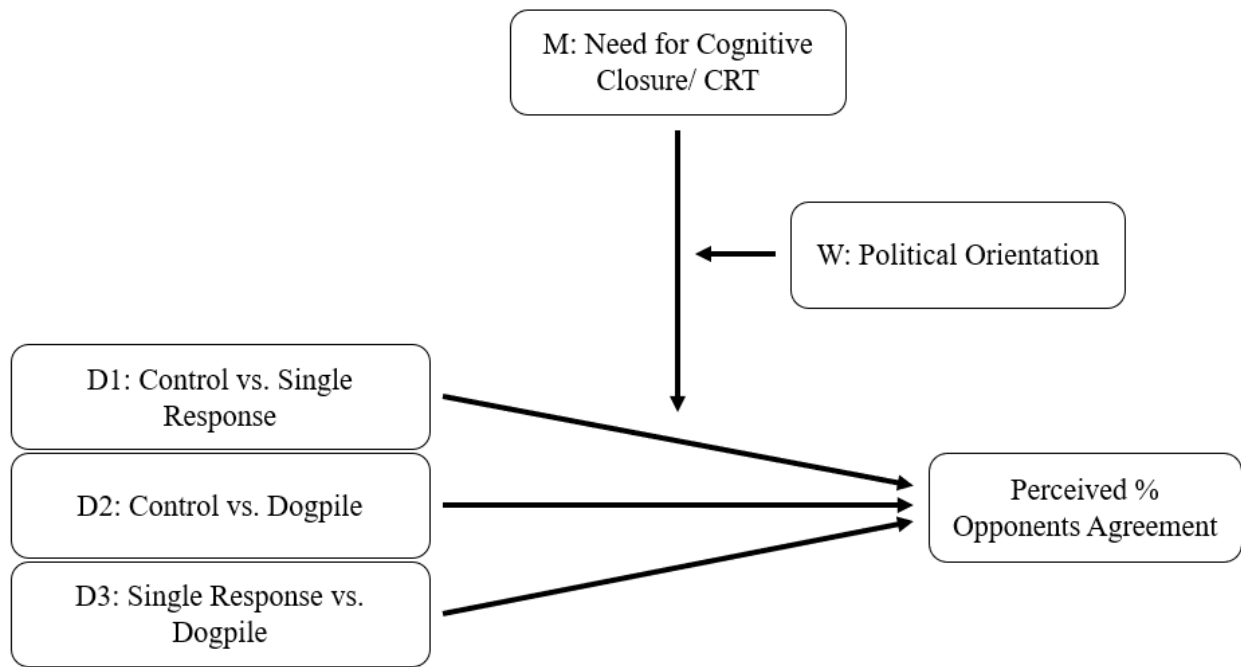 M: Need for Cognitive
Closure/ CRT
W: Political Orientation
D1: Control vs. Single
Response
D2: Control vs. Dogpile
D3: Single Response vs.
Dogpile
Perceived %
Opponents Agreement